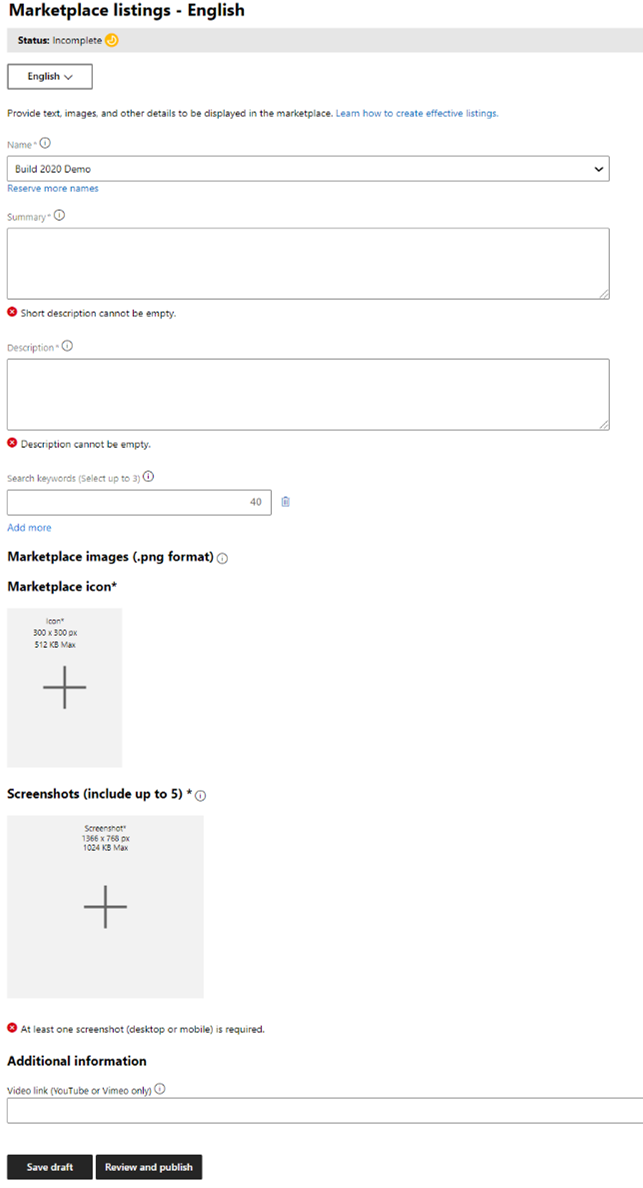 Marketplace listings - English
Status: Incomplete
English
Provide text, images, and other details to be displayed in the marketplace. Learn how to create effective listings.
Name *
Build 2020 Demo
Reserve more names
Summary *
Short description cannot be empty.
Description *
Description cannot be empty.
Search keywords (Select up to 3)
40
Add more
Marketplace images (.png format)
Marketplace icon*
Icon*
300 x 300 px
512 KB Max
Screenshots (include up to 5) *
Screenshot*
1366 x 768 px
1024 KB Max
At least one screenshot (desktop or mobile) is required.
Additional information
Video link (YouTube or Vimeo only)
Save draft
Review and publish